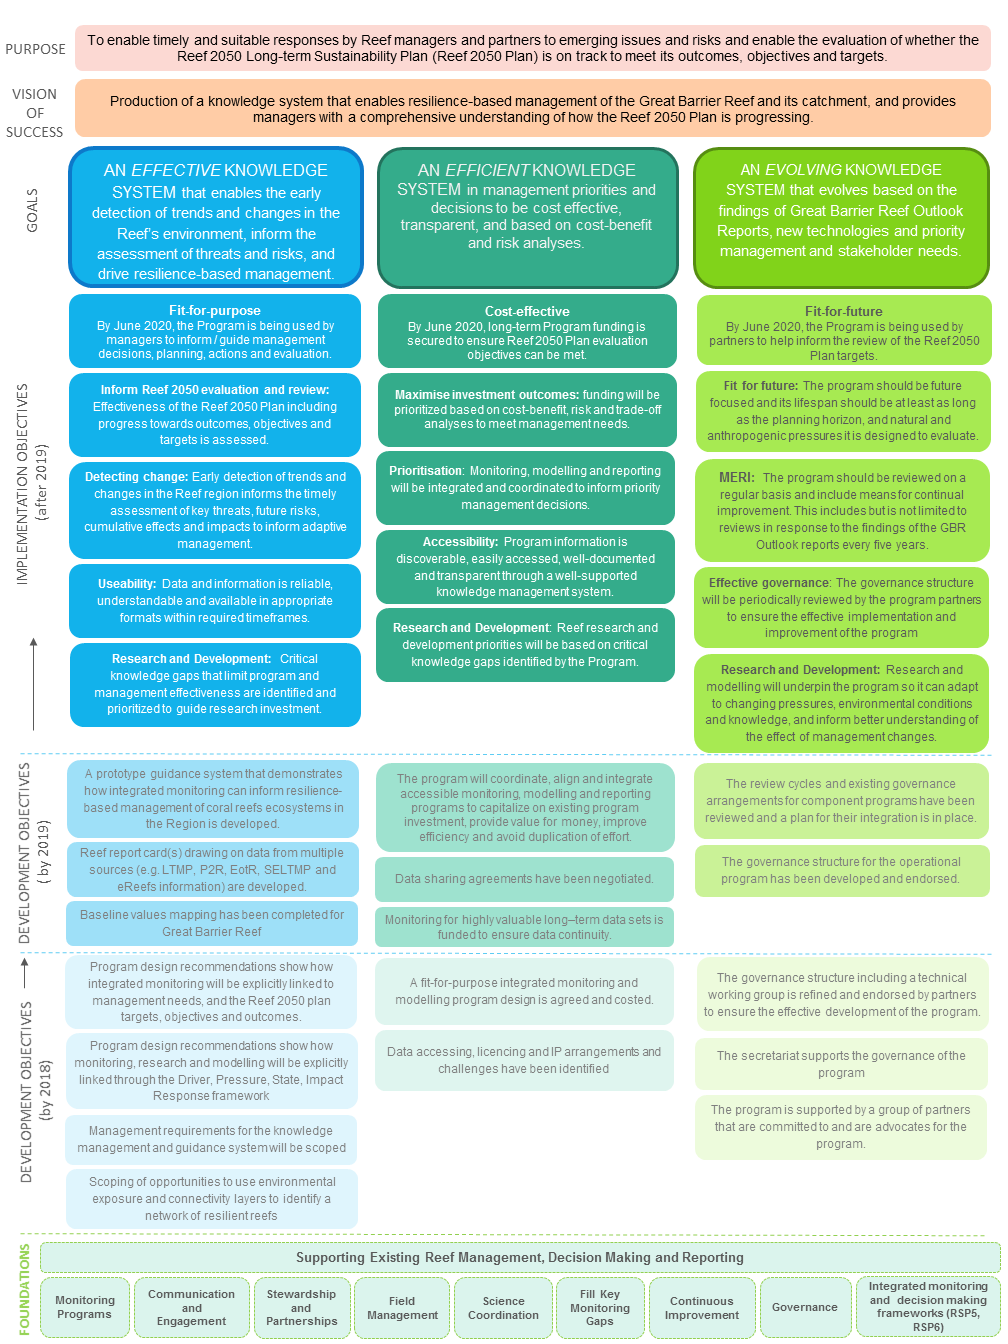 PURPOSE
To enable timely and suitable responses by Reef managers and partners to emerging issues and risks and enable the evaluation of whether the
Reef 2050 Long-term Sustainability Plan (Reef 2050 Plan) is on track to meet its outcomes, objectives and targets.
VISION
OF
SUCCESS
Production of a knowledge system that enables resilience-based management of the Great Barrier Reef and its catchment, and provides
managers with a comprehensive understanding of how the Reef 2050 Plan is progressing.
GOALS
AN EFFECTIVE KNOWLEDGE
SYSTEM that enables the early
detection of trends and changes in the
Reef's environment, inform the
assessment of threats and risks, and
drive resilience-based management.
AN EFFICIENT KNOWLEDGE
SYSTEM in management priorities and
decisions to be cost effective,
transparent, and based on cost-benefit
and risk analyses.
AN EVOLVING KNOWLEDGE
SYSTEM that evolves based on the
findings of Great Barrier Reef Outlook
Reports, new technologies and priority
management and stakeholder needs.
IMPLEMENTATION OBJECTIVES
(after 2019)
Fit-for-purpose
By June 2020, the Program is being used by
managers to inform / guide management
decisions, planning, actions and evaluation.
Inform Reef 2050 evaluation and review:
Effectiveness of the Reef 2050 Plan including
progress towards outcomes, objectives and
targets is assessed.
Detecting change: Early detection of trends and
changes in the Reef region informs the timely
assessment of key threats, future risks,
cumulative effects and impacts to inform adaptive
management.
Useability: Data and information is reliable,
understandable and available in appropriate
formats within required timeframes.
Research and Development: Critical
knowledge gaps that limit program and
management effectiveness are identified and
prioritized to guide research investment.
Cost-effective
By June 2020, long-term Program funding is
secured to ensure Reef 2050 Plan evaluation
objectives can be met.
Maximise investment outcomes: funding will be
prioritized based on cost-benefit, risk and trade-off
analyses to meet management needs.
Prioritisation: Monitoring, modelling and reporting
will be integrated and coordinated to inform priority
management decisions.
Accessibility: Program information is
discoverable, easily accessed, well-documented
and transparent through a well-supported
knowledge management system.
Research and Development: Reef research and
development priorities will be based on critical
knowledge gaps identified by the Program.
Fit-for-future
By June 2020, the Program is being used by
partners to help inform the review of the Reef 2050
Plan targets.
Fit for future: The program should be future
focused and its lifespan should be at least as long
as the planning horizon, and natural and
anthropogenic pressures it is designed to evaluate.
MERI: The program should be reviewed on a
regular basis and include means for continual
improvement. This includes but is not limited to
reviews in response to the findings of the GBR
Outlook reports every five years.
Effective governance: The governance structure
will be periodically reviewed by the program partners
to ensure the effective implementation and
improvement of the program
Research and Development: Research and
modelling will underpin the program so it can adapt
to changing pressures, environmental conditions
and knowledge, and inform better understanding of
the effect of management changes.
DEVELOPMENT OBJECTIVES
( by 2019)
A prototype guidance system that demonstrates
how integrated monitoring can inform resilience-
based management of coral reefs ecosystems in
the Region is developed.
Reef report card(s) drawing on data from multiple
sources (e.g. LTMP, P2R, EotR, SELTMP and
eReefs information) are developed.
Baseline values mapping has been completed for
Great Barrier Reef
The program will coordinate, align and integrate
accessible monitoring, modelling and reporting
programs to capitalize on existing program
investment, provide value for money, improve
efficiency and avoid duplication of effort.
Data sharing agreements have been negotiated.
Monitoring for highly valuable long–term data sets is
funded to ensure data continuity.
The review cycles and existing governance
arrangements for component programs have been
reviewed and a plan for their integration is in place.
The governance structure for the operational
program has been developed and endorsed.
DEVELOPMENT OBJECTIVES
(by 2018)
Program design recommendations show how
integrated monitoring will be explicitly linked to
management needs, and the Reef 2050 plan
targets, objectives and outcomes.
Program design recommendations show how
monitoring, research and modelling will be explicitly
linked through the Driver, Pressure, State, Impact
Response framework
Management requirements for the knowledge
management and guidance system will be scoped
Scoping of opportunities to use environmental
exposure and connectivity layers to identify a
network of resilient reefs
A fit-for-purpose integrated monitoring and
modelling program design is agreed and costed.
Data accessing, licencing and IP arrangements and
challenges have been identified
The governance structure including a technical
working group is refined and endorsed by partners
to ensure the effective development of the program.
The secretariat supports the governance of the
program
The program is supported by a group of partners
that are committed to and are advocates for the
program.
FOUNDATIONS
Supporting Existing Reef Management, Decision Making and Reporting
Monitoring
Programs
Communication
and
Engagement
Stewardship
and
Partnerships
Field
Management
Science
Coordination
Fill Key
Monitoring
Gaps
Continuous
Improvement
Governance
Integrated monitoring
and decision making
frameworks (RSP5,
RSP6)